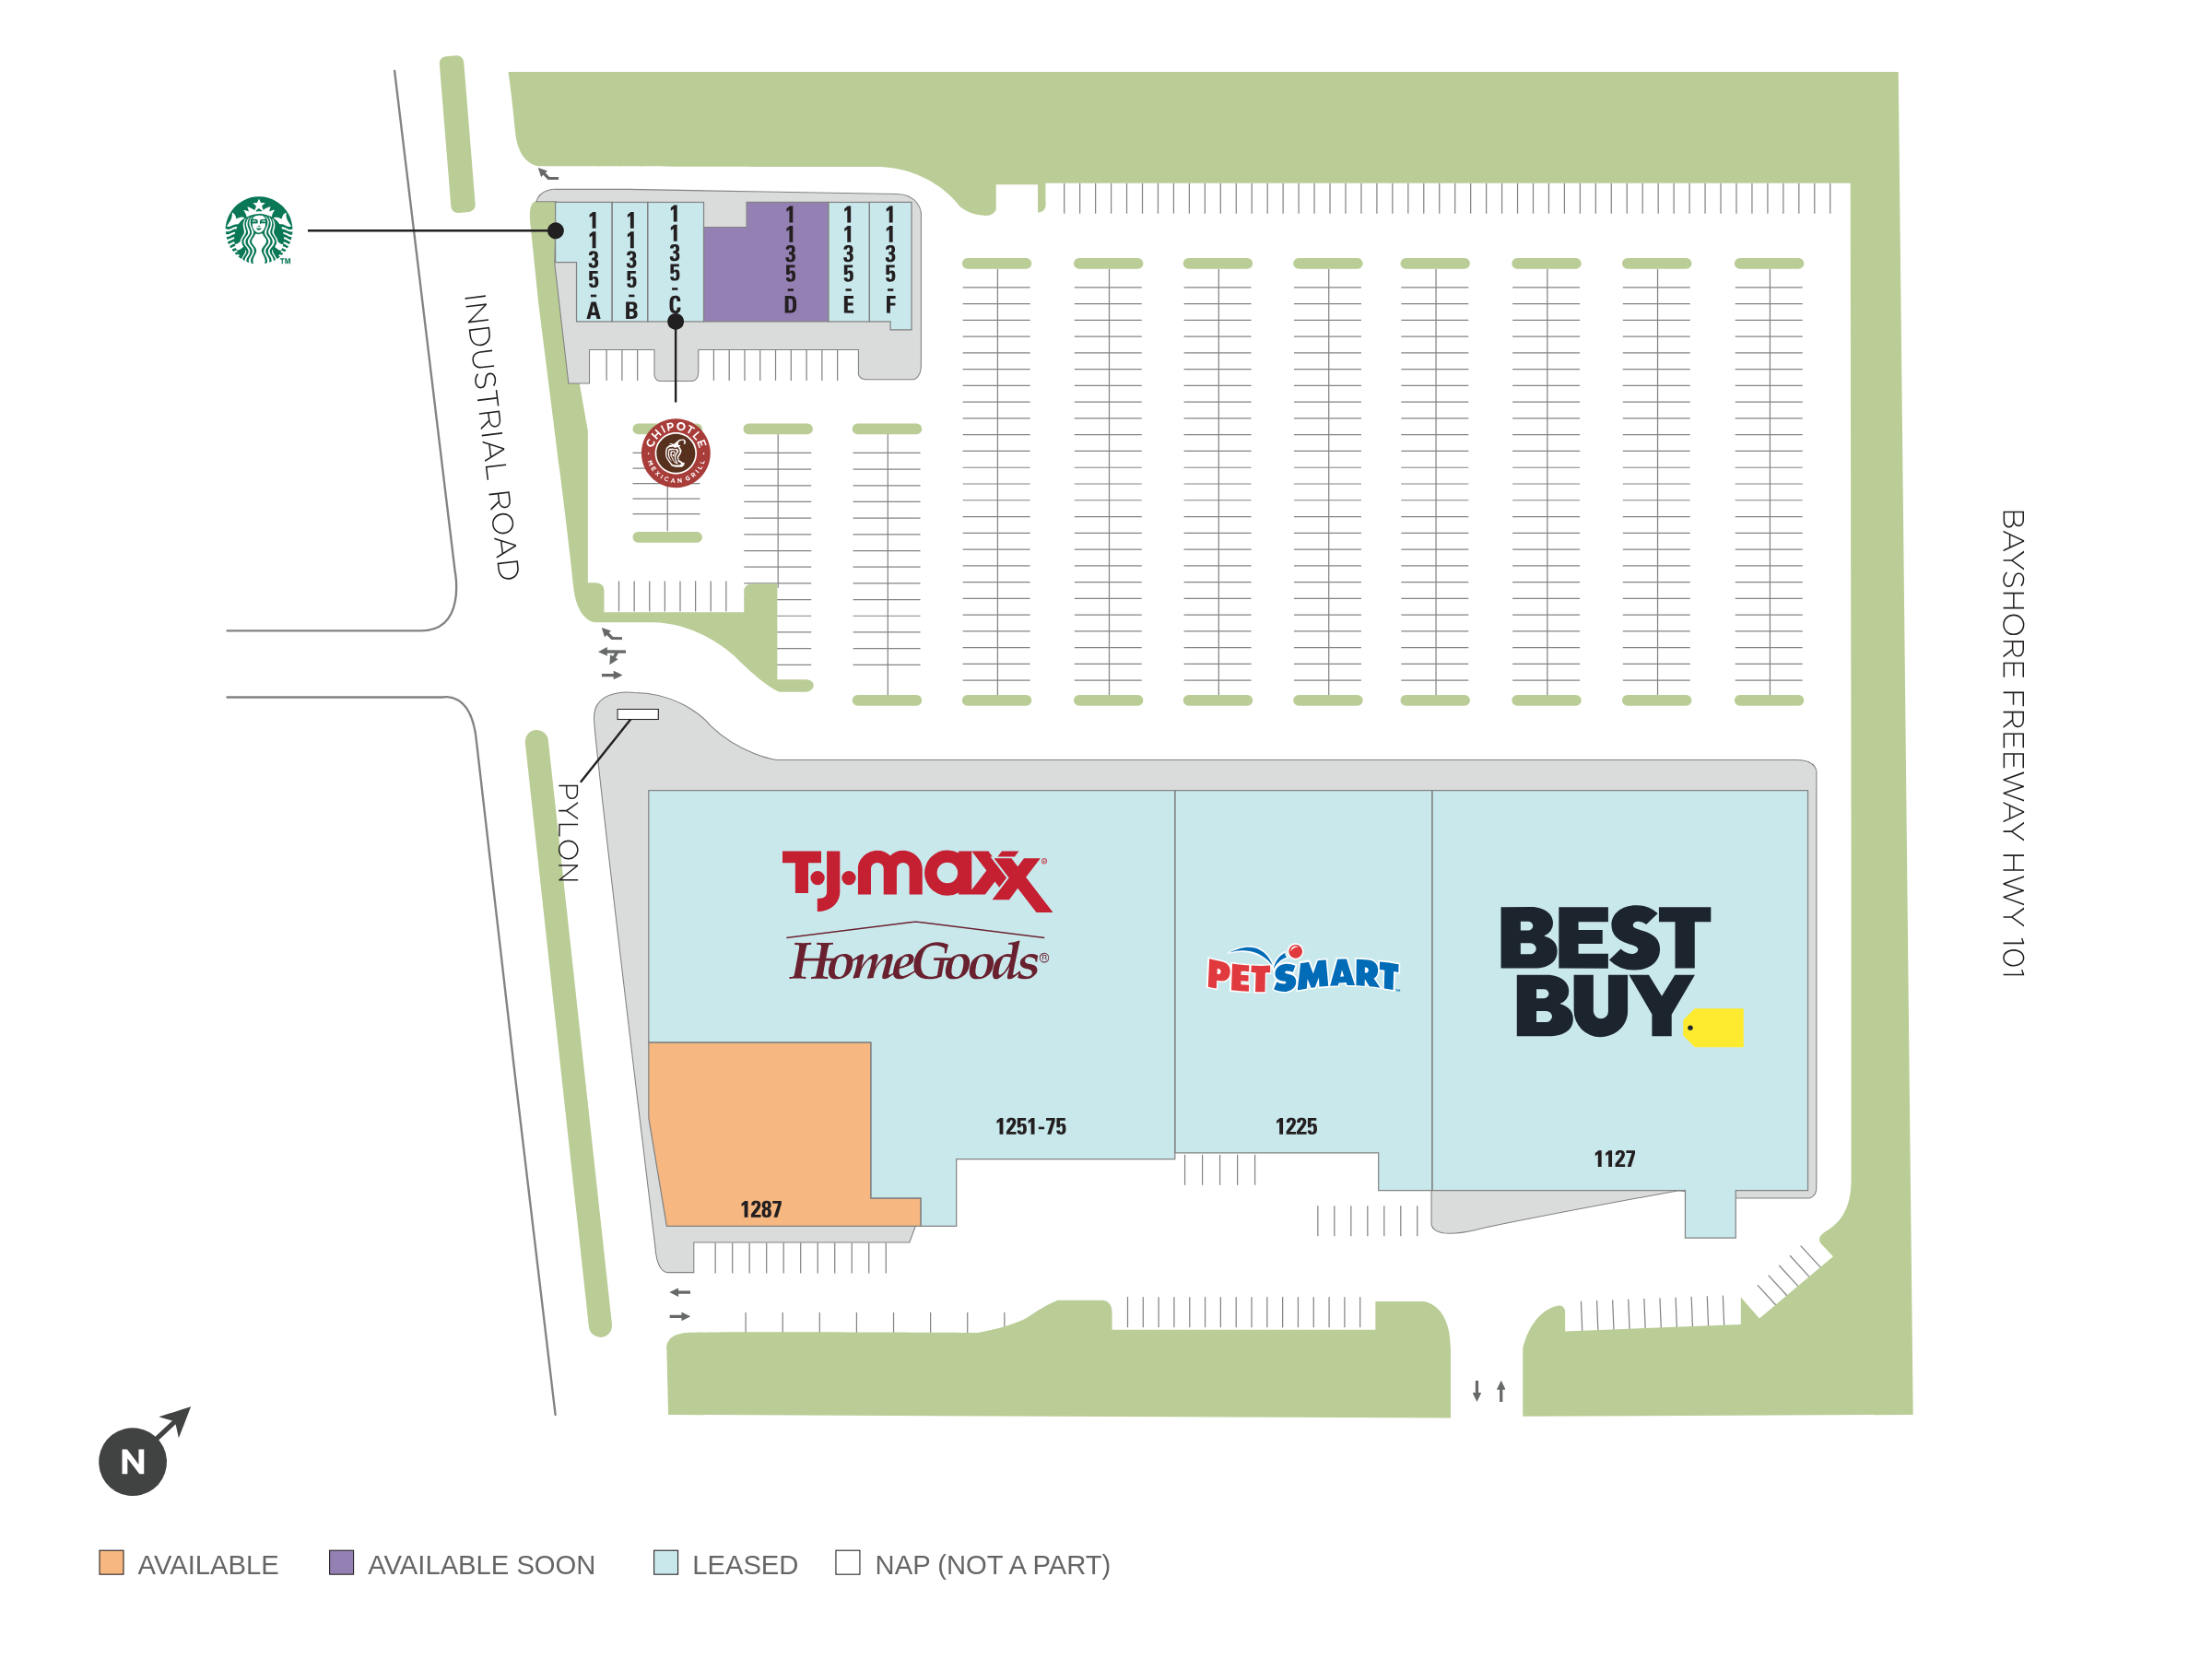 TM
1135-A
1135-B
1135-C
1135-D
1135-E
1135-F
INDUSTRIAL ROAD
CHIPOTLE
MEXICAN GRILL
BAYSHORE FREEWAY HWY 101
PYLON
T·J·maxx®
HomeGoods®
PETSMART
BEST
BUY
1251-75
1225
1127
1287
N
AVAILABLE
AVAILABLE SOON
LEASED
NAP (NOT A PART)